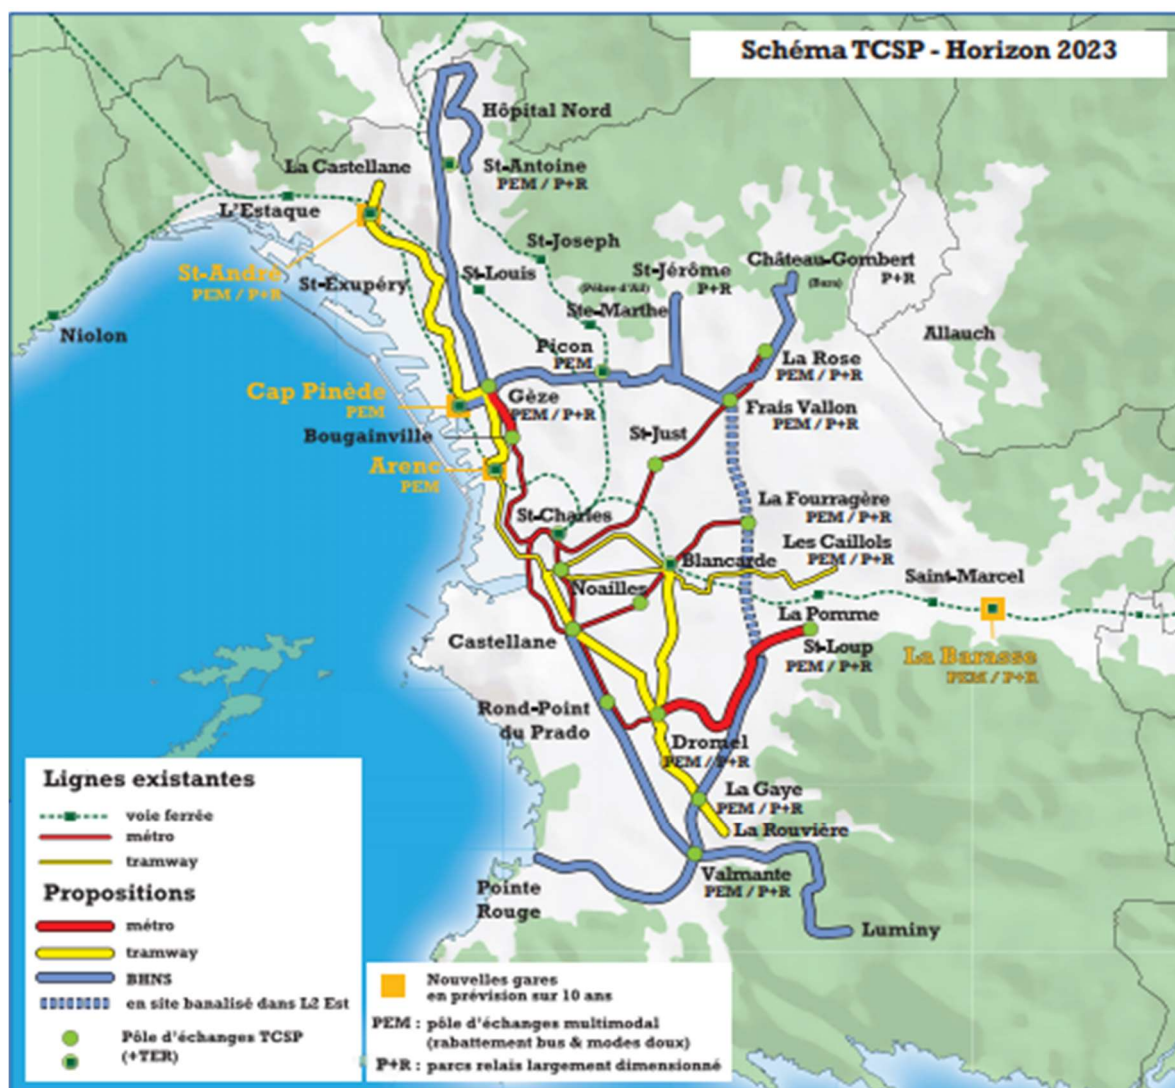 Schéma TCSP - Horizon 2023
Hôpital Nord
La Castellane
St-Antoine
PEM / P+R
L'Estaque
St-Joseph
St-André
PEM / P+R
St-Exupéry
St-Louis
St-Jérôme
P+R
Château-Gombert
P+R
Ste-Marthe
Niolon
Allauch
Picon
PEM
La Rose
PEM / P+R
Cap Pinède
PEM
Gèze
PEM / P+R
Frais Vallon
PEM / P+R
Bougainville
St-Just
Arenc
PEM
La Fourragère
PEM / P+R
St-Charles
Les Caillols
PEM / P+R
Blancarde
Saint-Marcel
Noailles
La Pomme
Castellane
St-Loup
PEM / P+R
La Barasse
PEM / P+R
Rond-Point
du Prado
Dromel
PEM / P+R
La Gaye
PEM / P+R
La Rouvière
Valmante
PEM / P+R
Pointe
Rouge
Luminy
Lignes existantes
voie ferrée
métro
tramway
Propositions
métro
tramway
BHNS
en site banalisé dans L2 Est
Pôle d'échanges TCSP
(+TER)
Nouvelles gares
en prévision sur 10 ans
PEM : pôle d'échanges multimodal
(rabattement bus & modes doux)
P+R : parcs relais largement dimensionné